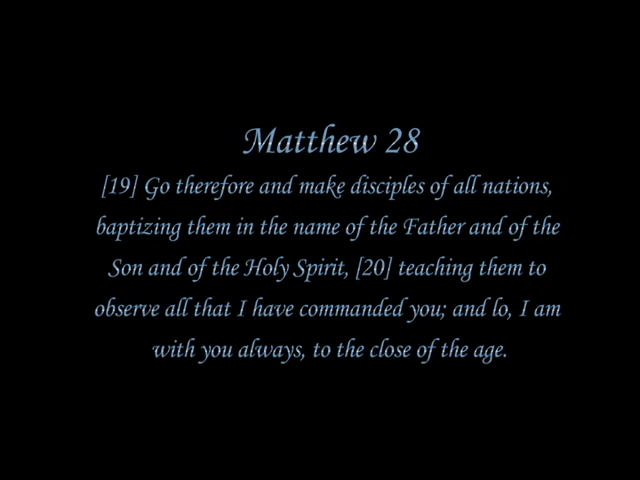 Matthew 28
[19] Go therefore and make disciples of all nations,
baptizing them in the name of the Father and of the
Son and of the Holy Spirit, [20] teaching them to
observe all that I have commanded you; and lo, I am
with you always, to the close of the age.